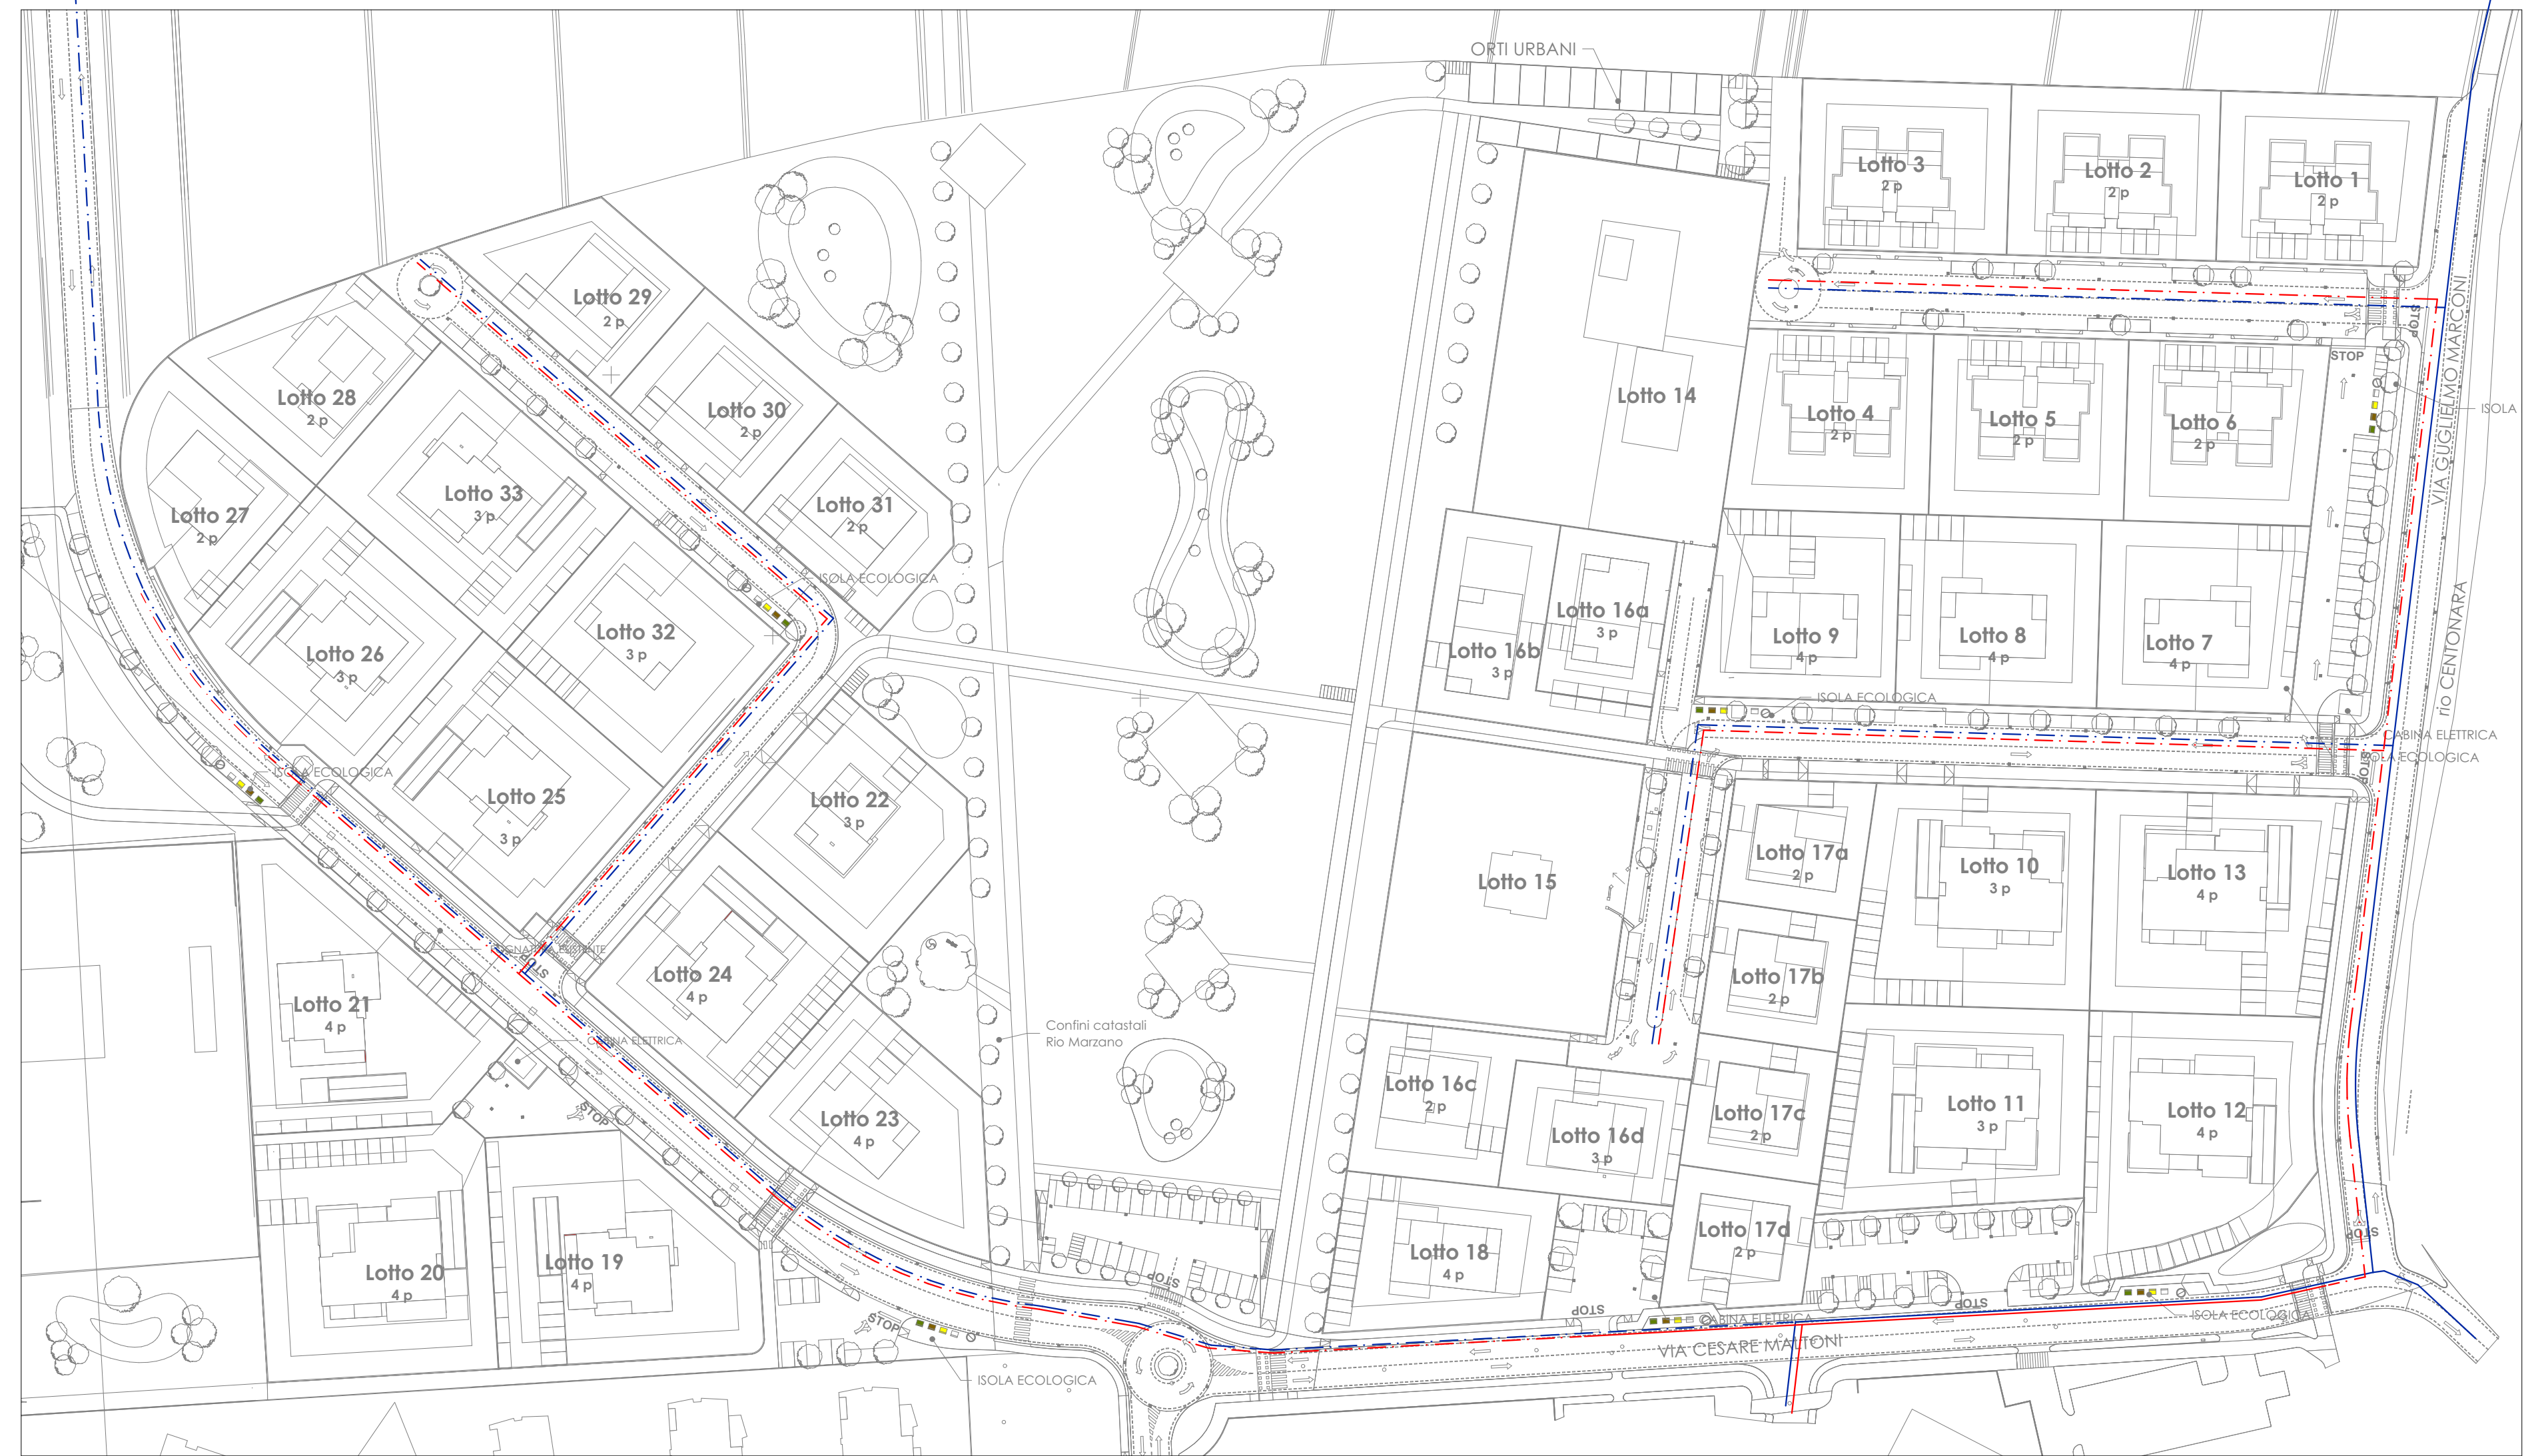 ORTI URBANI
Lotto 3
2 p
Lotto 2
2 p
Lotto 1
2 p
Lotto 29
2 p
Lotto 28
2 p
Lotto 30
2 p
Lotto 14
Lotto 4
2 p
Lotto 5
2 p
Lotto 6
2 p
STOP
STOP
ISOLA
VIA GUGLIELMO MARCONI
Lotto 33
3 p
Lotto 31
2 p
Lotto 27
2 p
ISOLA ECOLOGICA
Lotto 32
3 p
Lotto 26
3 p
Lotto 16a
3 p
Lotto 16b
3 p
Lotto 9
4 p
Lotto 8
4 p
Lotto 7
4 p
rio CENTONARA
ISOLA ECOLOGICA
CABINA ELETTRICA
ISOLA ECOLOGICA
STOP
ISOLA ECOLOGICA
Lotto 25
3 p
Lotto 22
3 p
Lotto 15
Lotto 17a
2 p
Lotto 10
3 p
Lotto 13
4 p
STOP
Lotto 24
4 p
Lotto 17b
2 p
Lotto 21
4 p
CABINA ELETTRICA
Confini catastali
Rio Marzano
STOP
Lotto 23
4 p
Lotto 16c
2 p
Lotto 16d
3 p
Lotto 17c
2 p
Lotto 11
3 p
Lotto 12
4 p
Lotto 20
4 p
Lotto 19
4 p
Lotto 18
4 p
Lotto 17d
2 p
STOP
STOP
STOP
STOP
STOP
CABINA ELETTRICA
ISOLA ECOLOGICA
VIA CESARE MALTONI
ISOLA ECOLOGICA